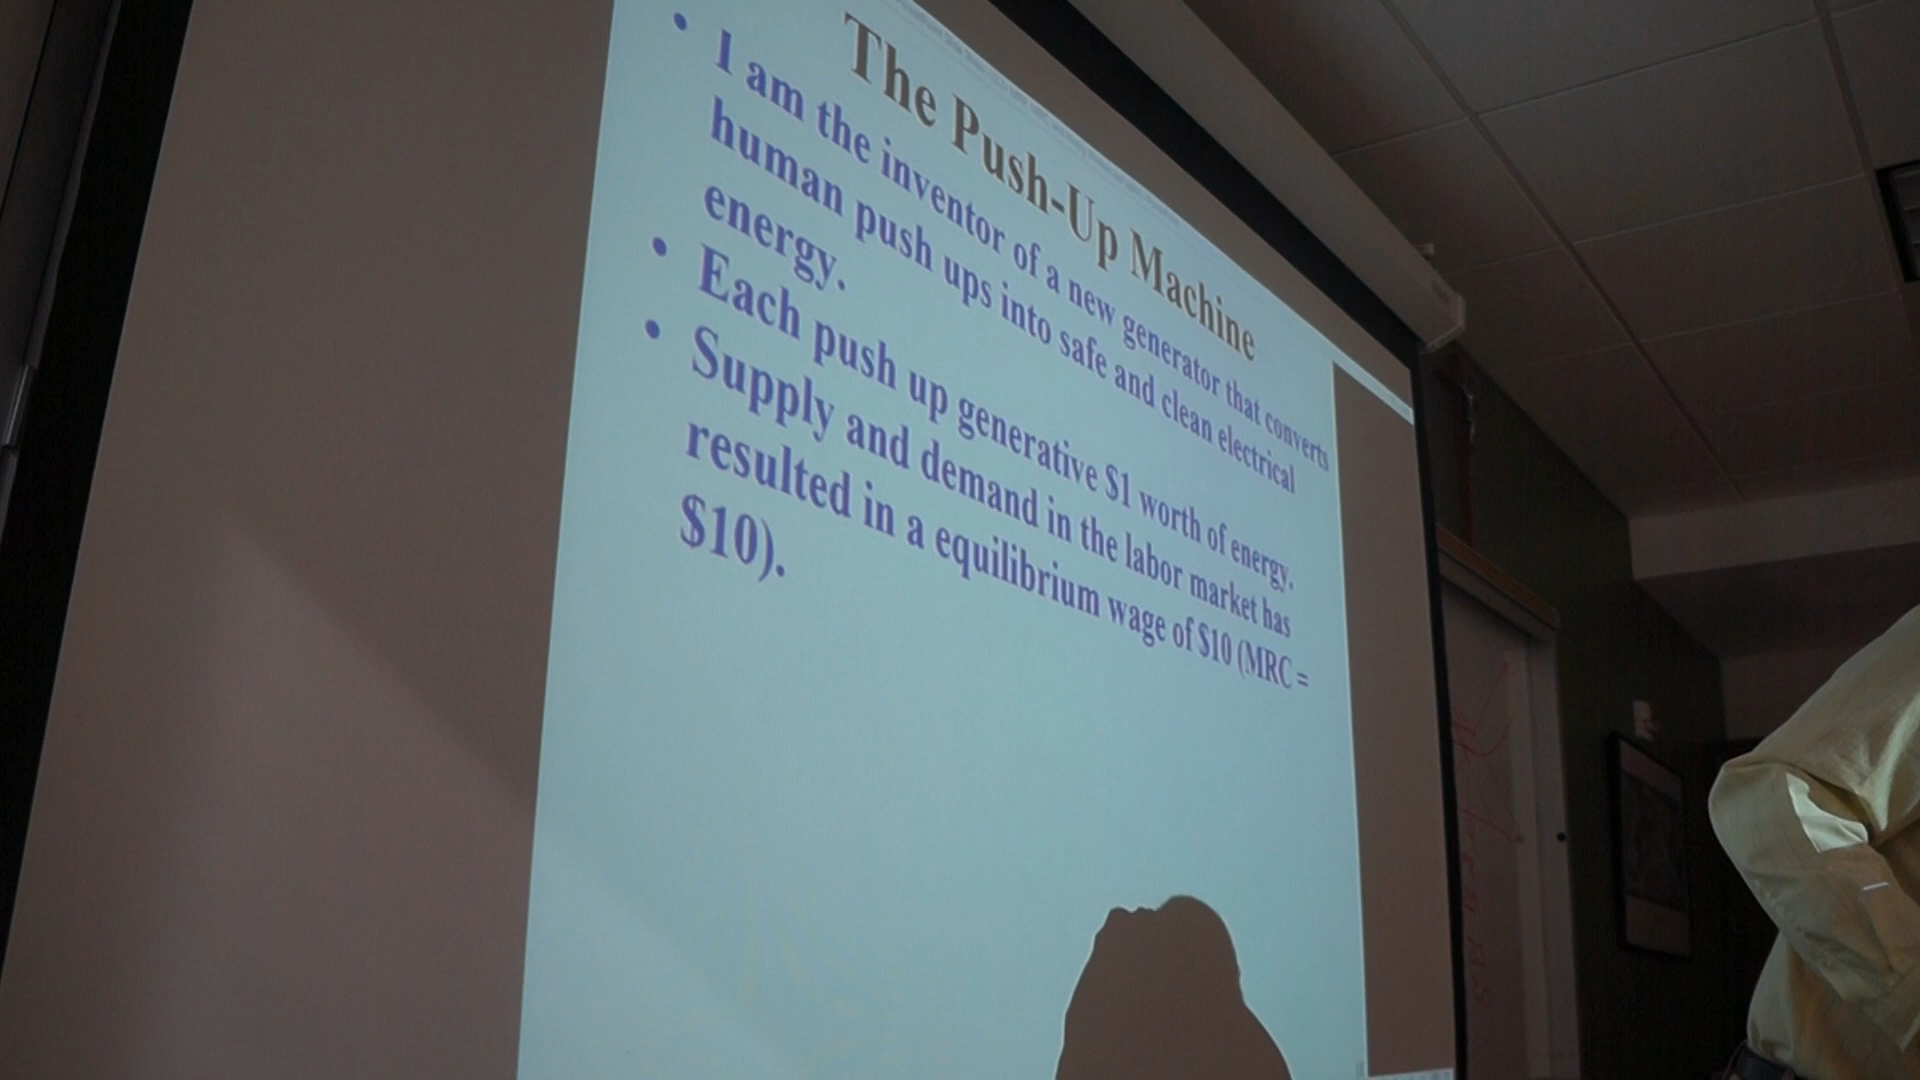 The Push-Up Machine
• I am the inventor of a new generator that converts
human push ups into safe and clean electrical
energy.
• Each push up generative $1 worth of energy.
• Supply and demand in the labor market has
resulted in a equilibrium wage of $10 (MRC =
$10).